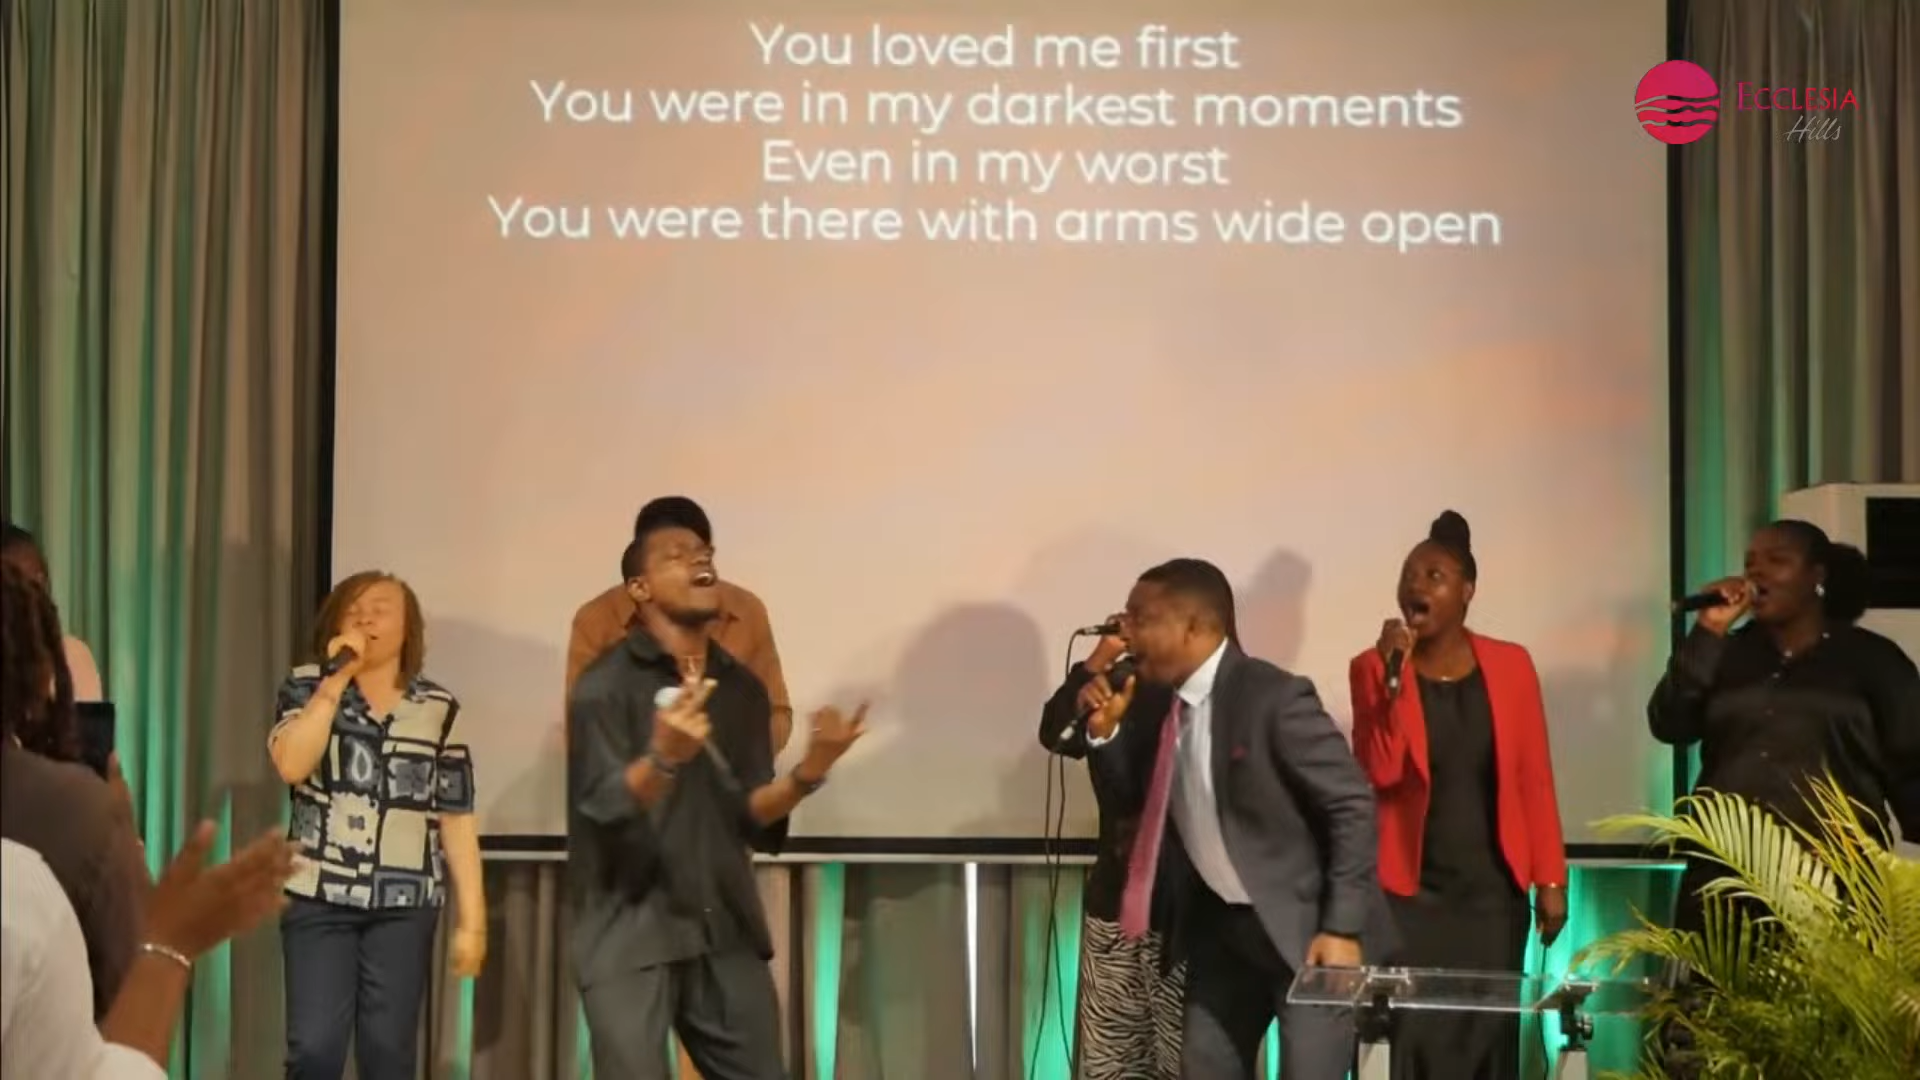 You loved me first
You were in my darkest moments
Even in my worst
You were there with arms wide open
ECCLESIA
Hills